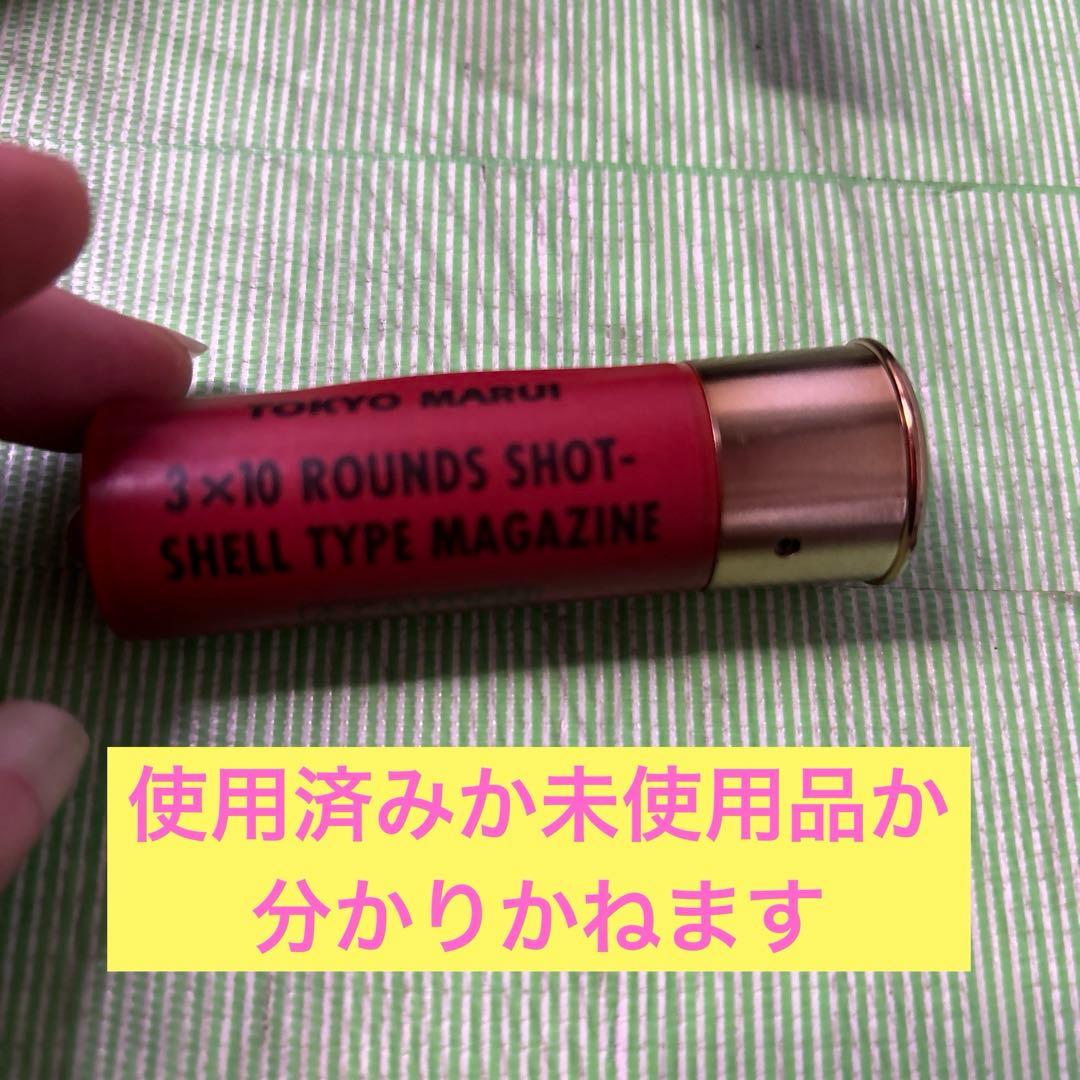 TOKYO MARUI
3×10 ROUNDS SHOT-
SHELL TYPE MAGAZINE
使用済みか未使用品か
分かりかねます